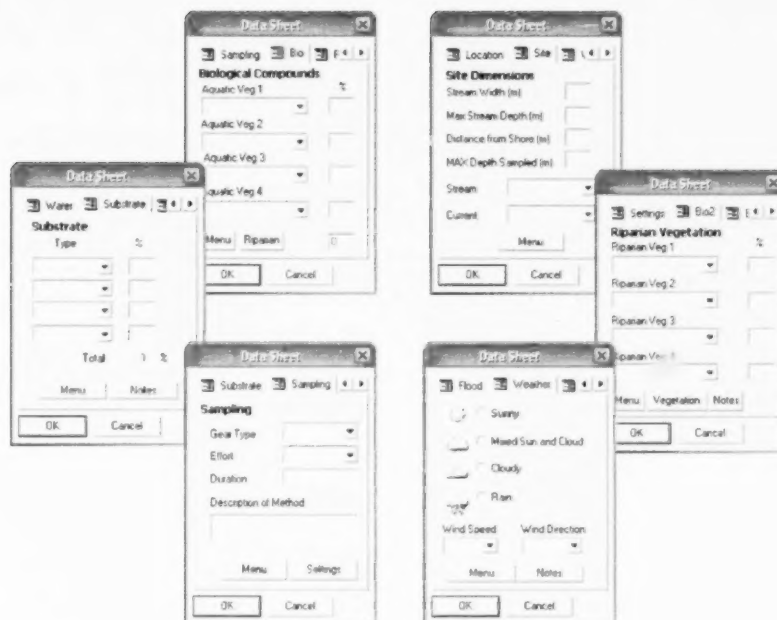 Data Sheet
Sampling Bio
Biological Compounds
%
Aquatic Veg 1
Aquatic Veg 2
Aquatic Veg 3
Aquatic Veg 4
Menu Riparian 0
OK Cancel
Data Sheet
Location Site
Site Dimensions
Stream Width (m)
Max Stream Depth (m)
Distance from Shore (m)
MAX Depth Sampled (m)
Stream
Current
Menu
OK Cancel
Data Sheet
Water Substrate
Substrate
Type %
Total %
Menu Notes
OK Cancel
Data Sheet
Settings Bio2
Riparian Vegetation
%
Riparian Veg 1
Riparian Veg 2
Riparian Veg 3
Riparian Veg
Menu Vegetation Notes
OK Cancel
Data Sheet
Substrate Sampling
Sampling
Gear Type
Effort
Duration
Description of Method
Menu Settings
OK Cancel
Data Sheet
Flood Weather
Sunny
Mixed Sun and Cloud
Cloudy
Rain
Wind Speed Wind Direction
Menu Notes
OK Cancel